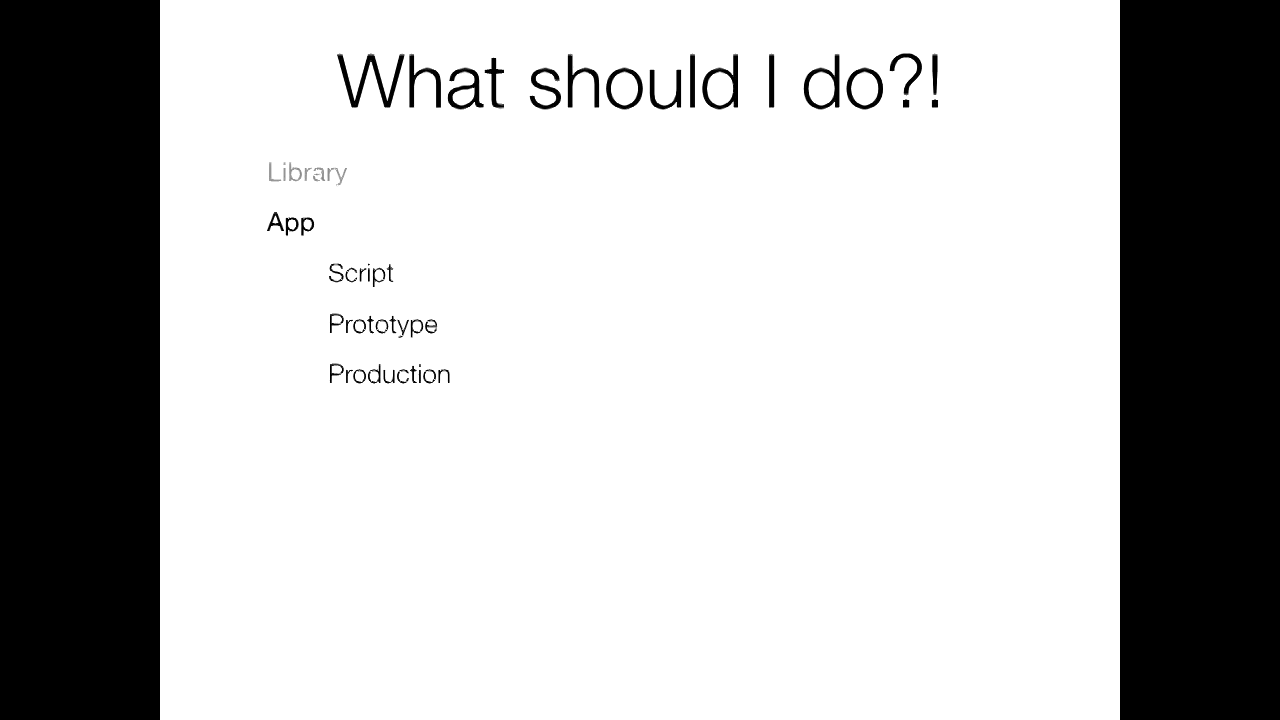 What should I do?!
Library
App
Script
Prototype
Production